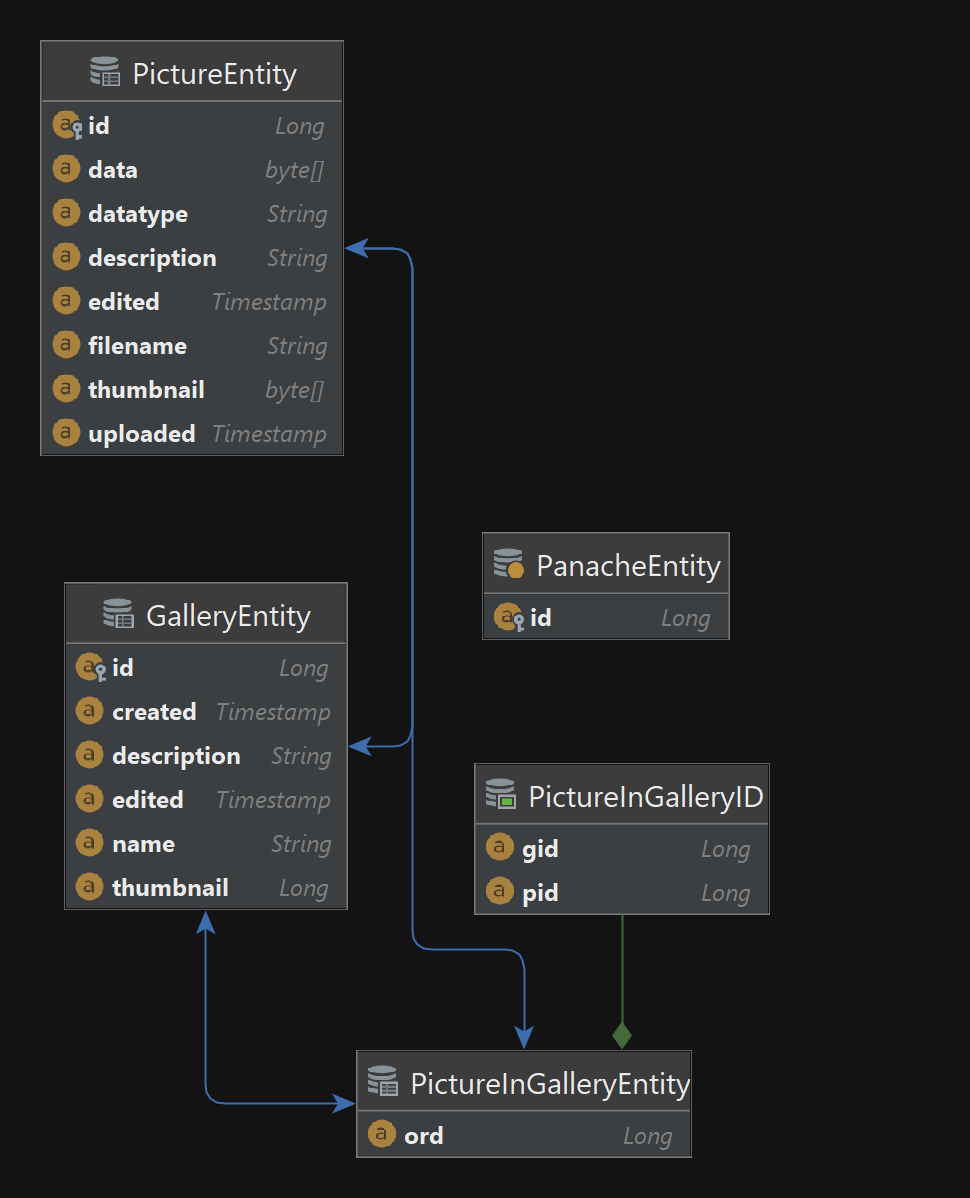 PictureEntity
a id Long
a data byte[]
a datatype String
a description String
a edited Timestamp
a filename String
a thumbnail byte[]
a uploaded Timestamp
PanacheEntity
a id Long
GalleryEntity
a id Long
a created Timestamp
a description String
a edited Timestamp
a name String
a thumbnail Long
PictureInGalleryID
a gid Long
a pid Long
PictureInGalleryEntity
a ord Long